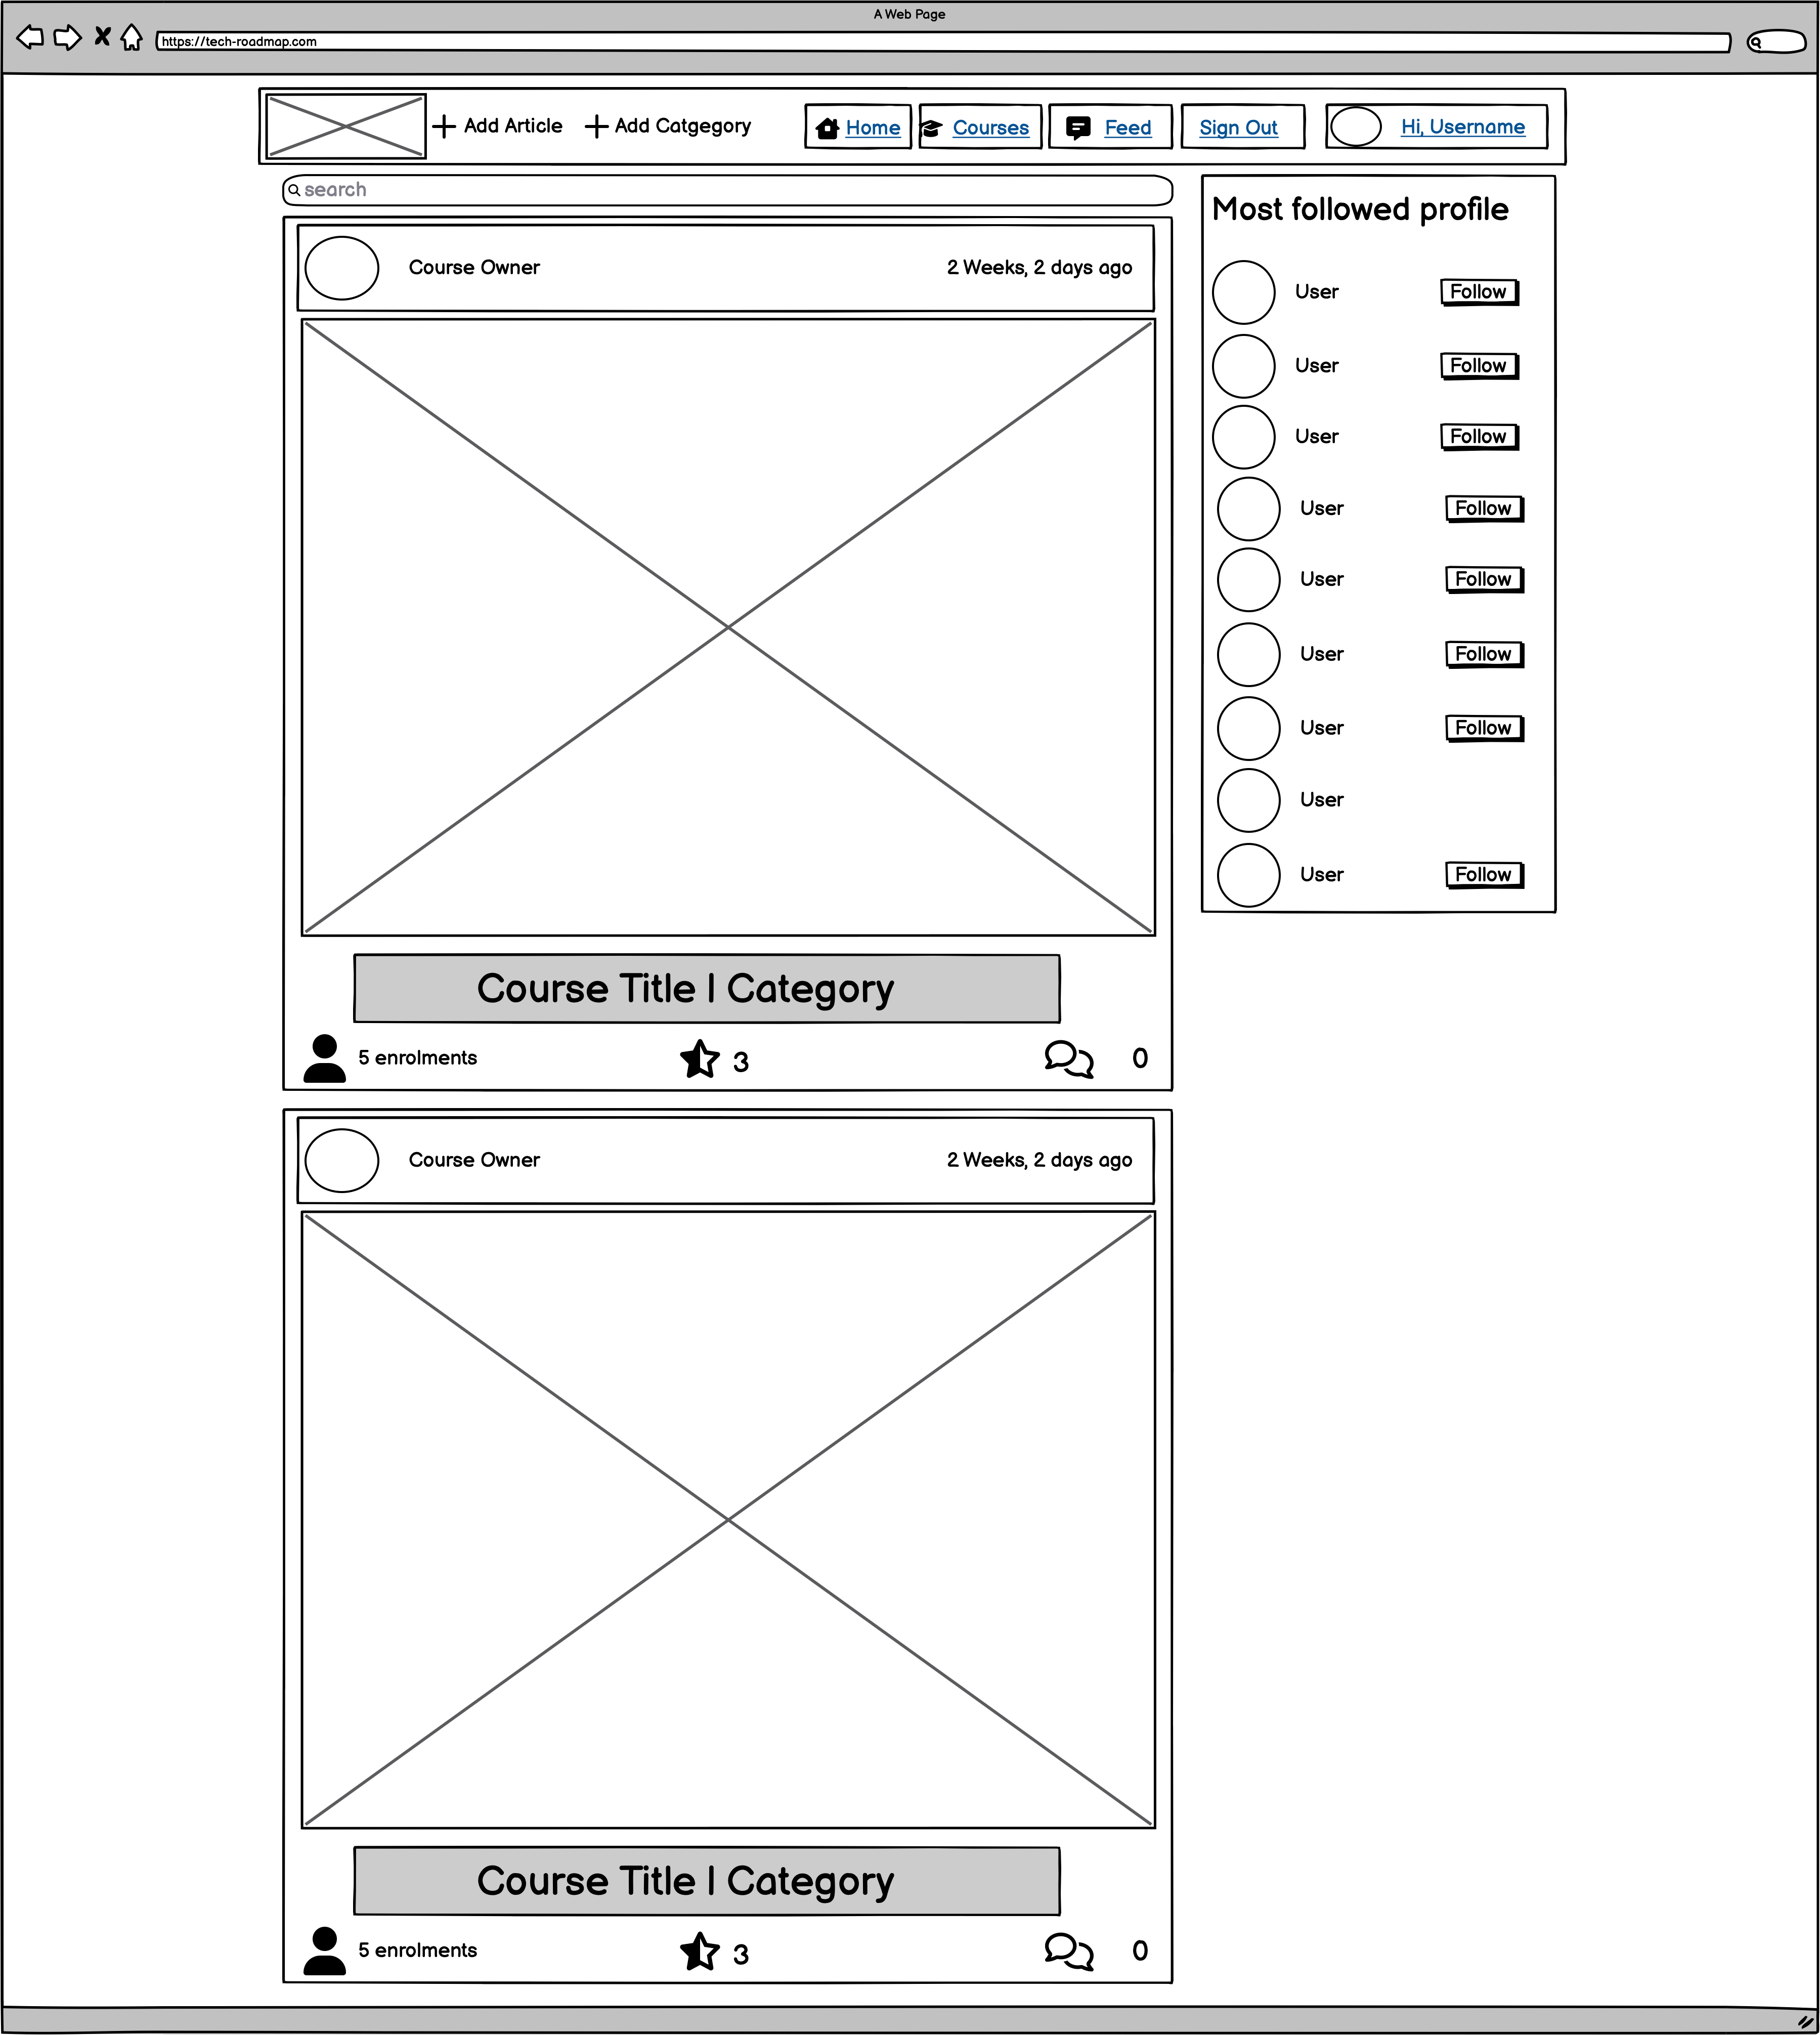 A Web Page
https://tech-roadmap.com
Add Article Add Catgegory Home Courses Feed Sign Out Hi, Username
search
Course Owner 2 Weeks, 2 days ago
Course Title | Category
5 enrolments 3 0
Course Owner 2 Weeks, 2 days ago
Course Title | Category
5 enrolments 3 0
Most followed profile
User Follow
User Follow
User Follow
User Follow
User Follow
User Follow
User Follow
User
User Follow